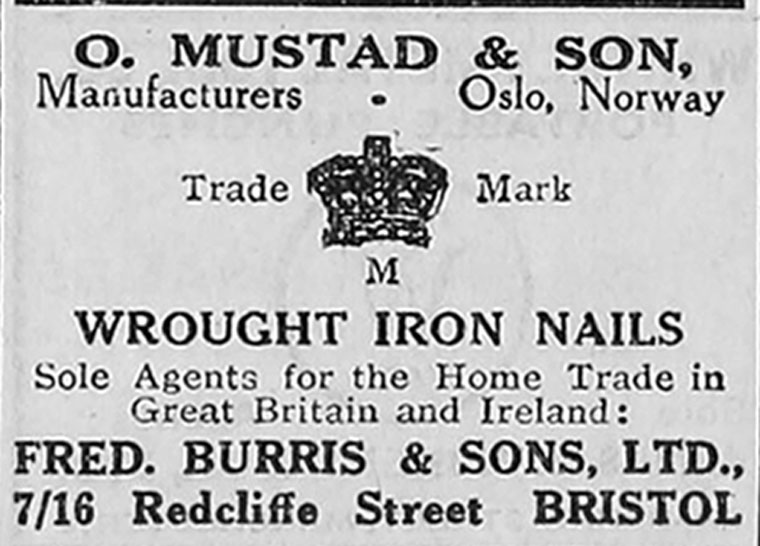 O. MUSTAD & SON,
Manufacturers - Oslo, Norway
Trade Mark
M
WROUGHT IRON NAILS
Sole Agents for the Home Trade in
Great Britain and Ireland:
FRED. BURRIS & SONS, LTD.,
7/16 Redcliffe Street BRISTOL